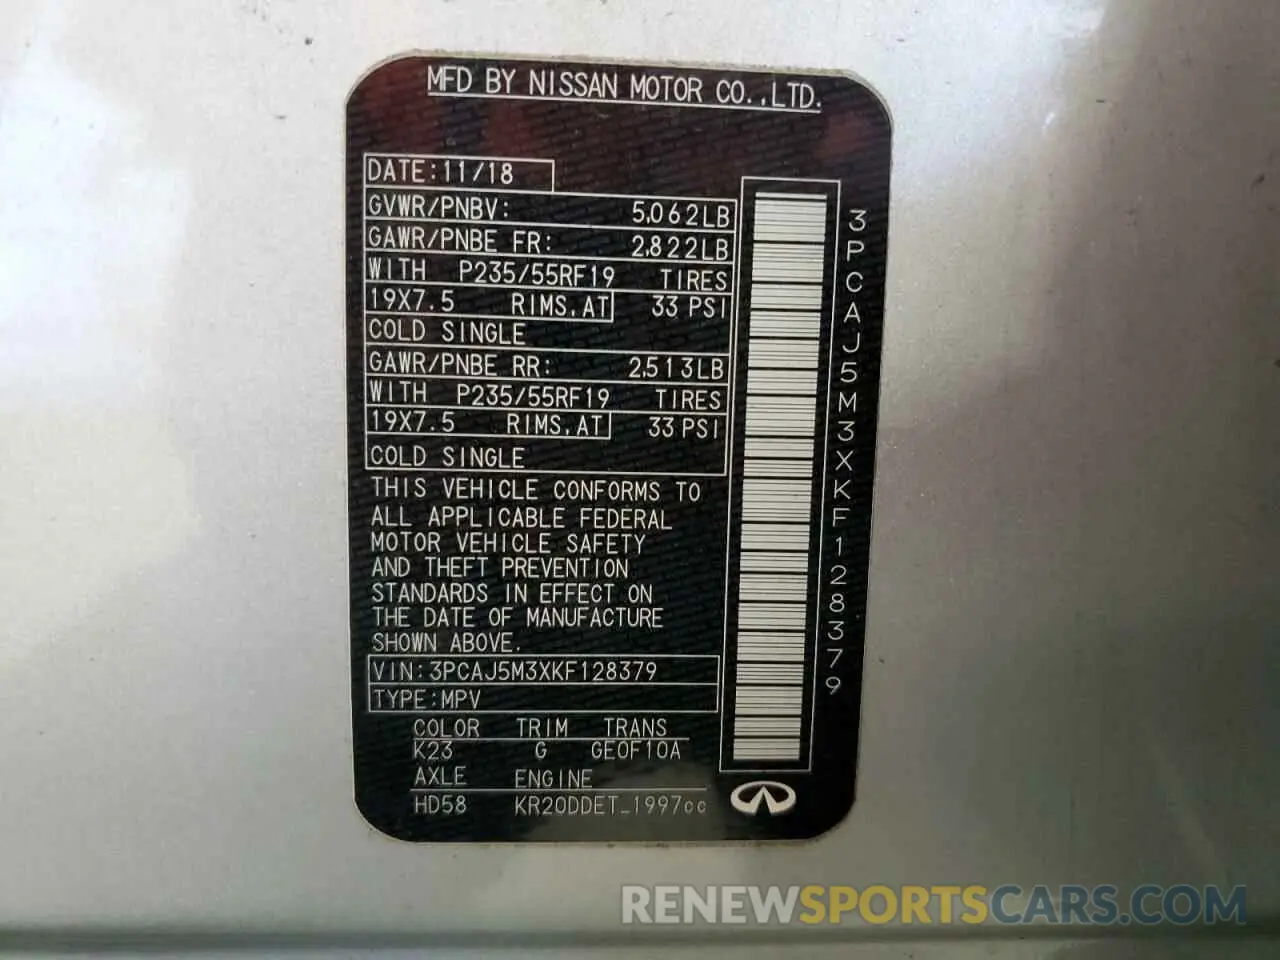 MFD BY NISSAN MOTOR CO.,LTD.
DATE:11/18
GVWR/PNBV: 5,062LB
GAWR/PNBE FR: 2,822LB
WITH P235/55RF19 TIRES
19X7.5 RIMS,AT 33 PSI
COLD SINGLE
GAWR/PNBE RR: 2,513LB
WITH P235/55RF19 TIRES
19X7.5 RIMS,AT 33 PSI
COLD SINGLE
THIS VEHICLE CONFORMS TO
ALL APPLICABLE FEDERAL
MOTOR VEHICLE SAFETY
AND THEFT PREVENTION
STANDARDS IN EFFECT ON
THE DATE OF MANUFACTURE
SHOWN ABOVE.
VIN:3PCAJ5M3XKF128379
TYPE:MPV
COLOR TRIM TRANS
K23 G GE0F10A
AXLE ENGINE
HD58 KR20DDET_1997cc
3PCAJ5M3XKF128379
RENEWSPORTSCARS.COM